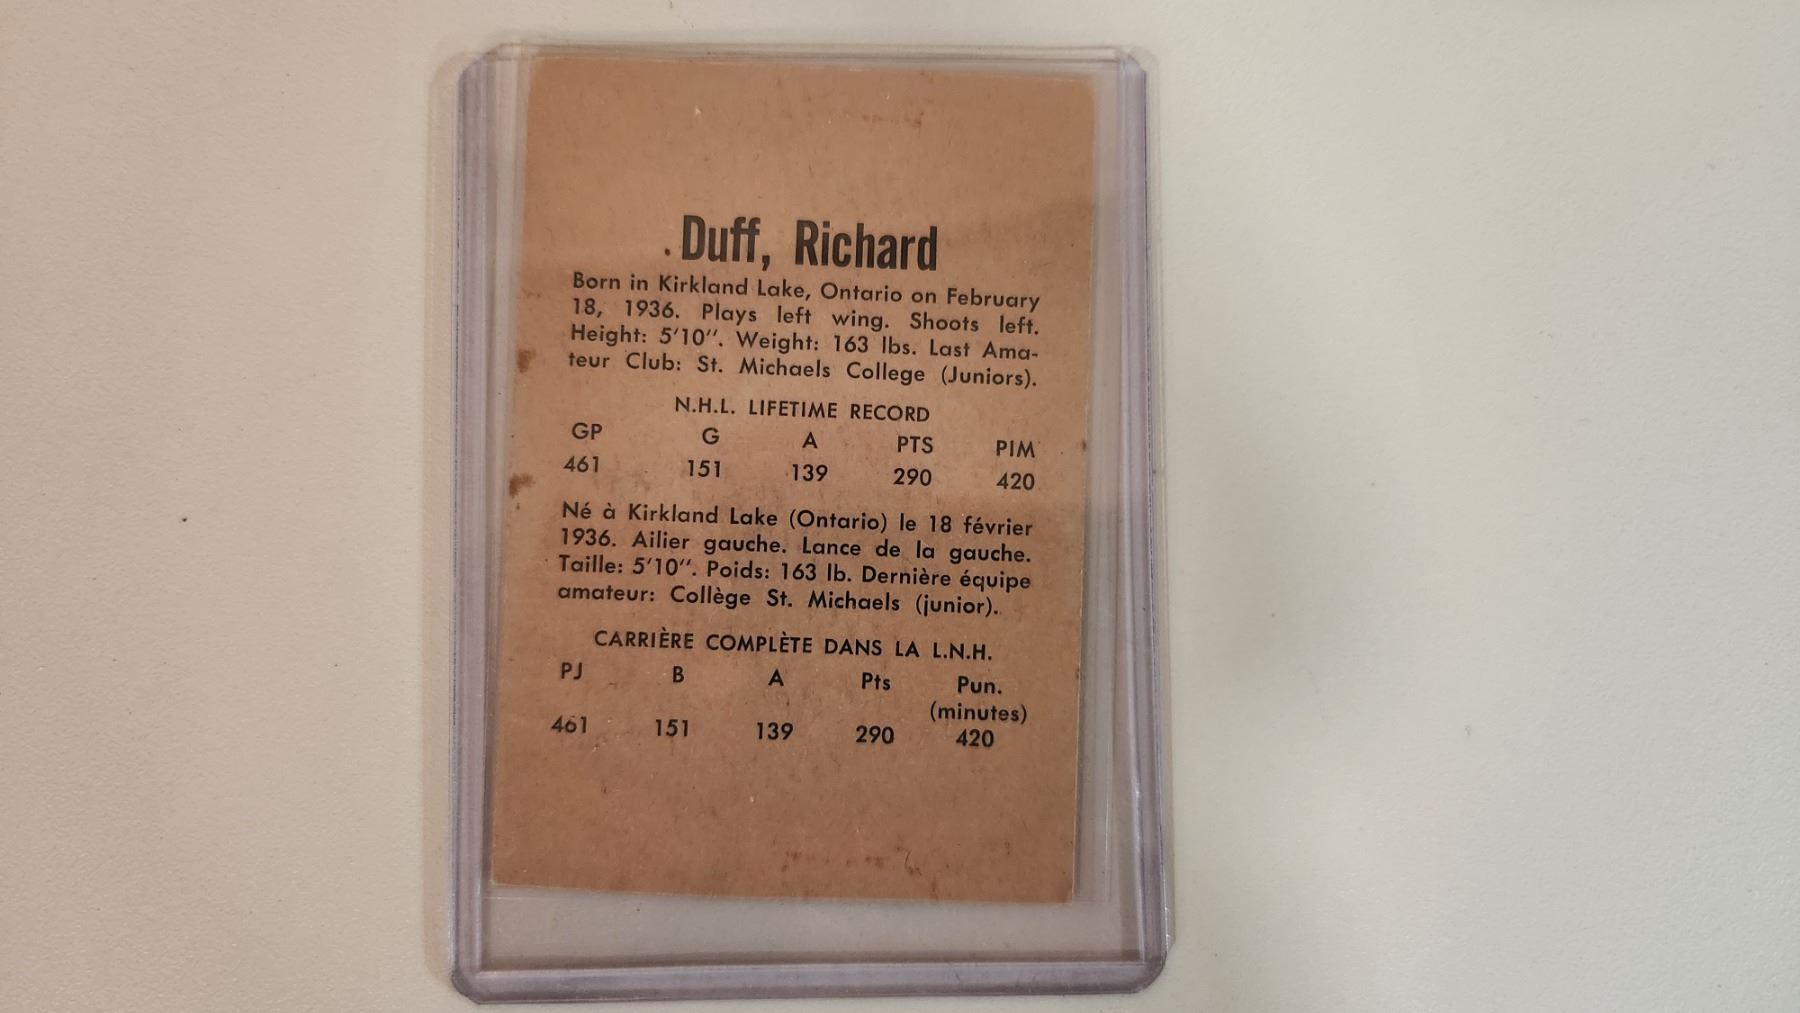 Duff, Richard
Born in Kirkland Lake, Ontario on February
18, 1936. Plays left wing. Shoots left.
Height: 5'10". Weight: 163 lbs. Last Ama-
teur Club: St. Michaels College (Juniors).
N.H.L. LIFETIME RECORD
GP G A PTS PIM
461 151 139 290 420
Né à Kirkland Lake (Ontario) le 18 février
1936. Ailier gauche. Lance de la gauche.
Taille: 5'10". Poids: 163 lb. Dernière équipe
amateur: Collège St. Michaels (junior).
CARRIÈRE COMPLÈTE DANS LA L.N.H.
PJ B A Pts Pun.
(minutes)
461 151 139 290 420